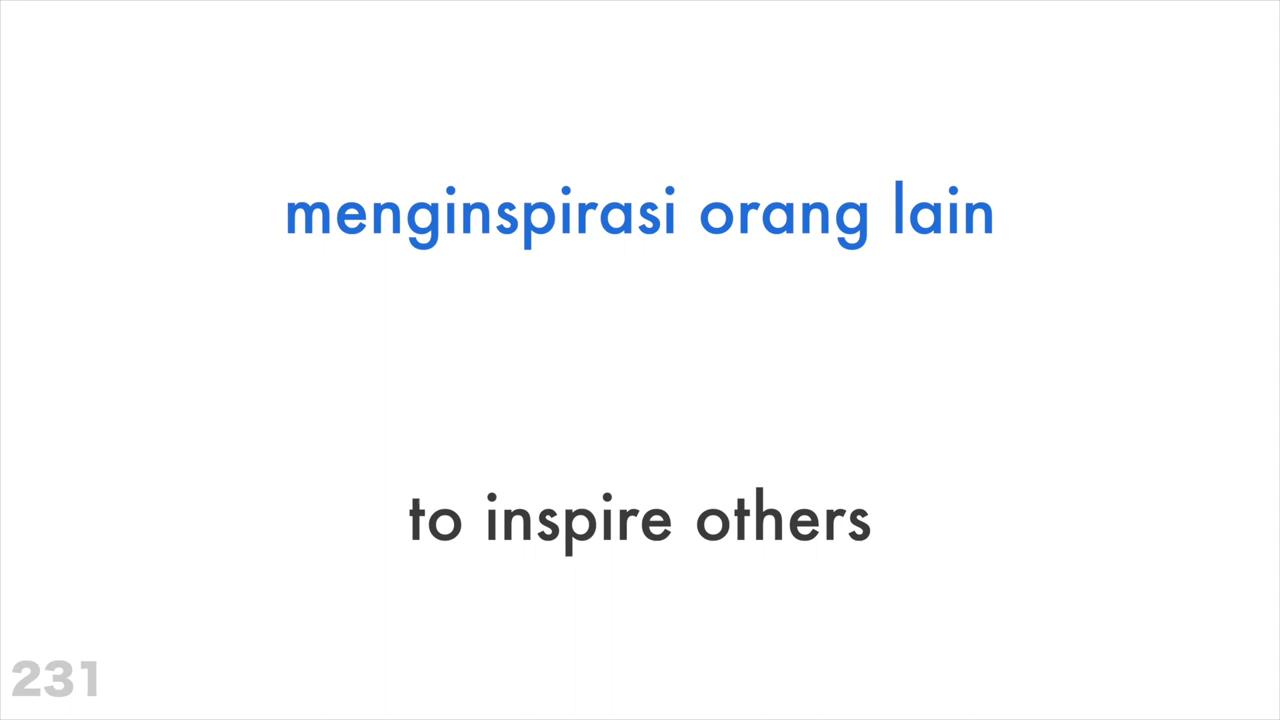 menginspirasi orang lain
to inspire others
231